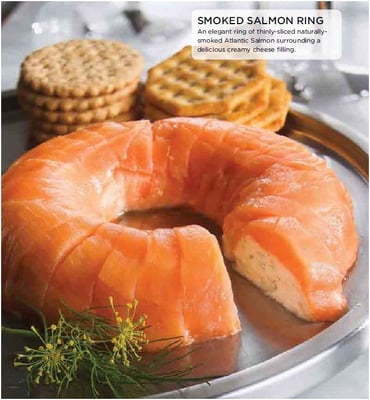 SMOKED SALMON RING
An elegant ring of thinly-sliced naturally-
smoked Atlantic Salmon surrounding a
delicious creamy cheese filling.